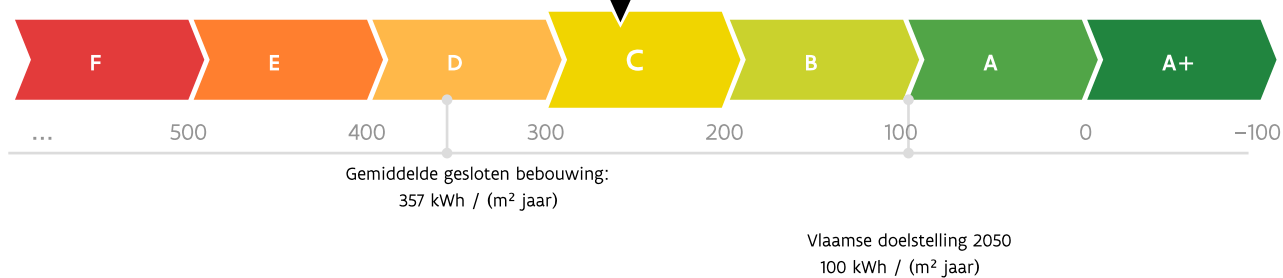 F E D C B A A+
... 500 400 300 200 100 0 −100
Gemiddelde gesloten bebouwing:
357 kWh / (m² jaar)
Vlaamse doelstelling 2050
100 kWh / (m² jaar)